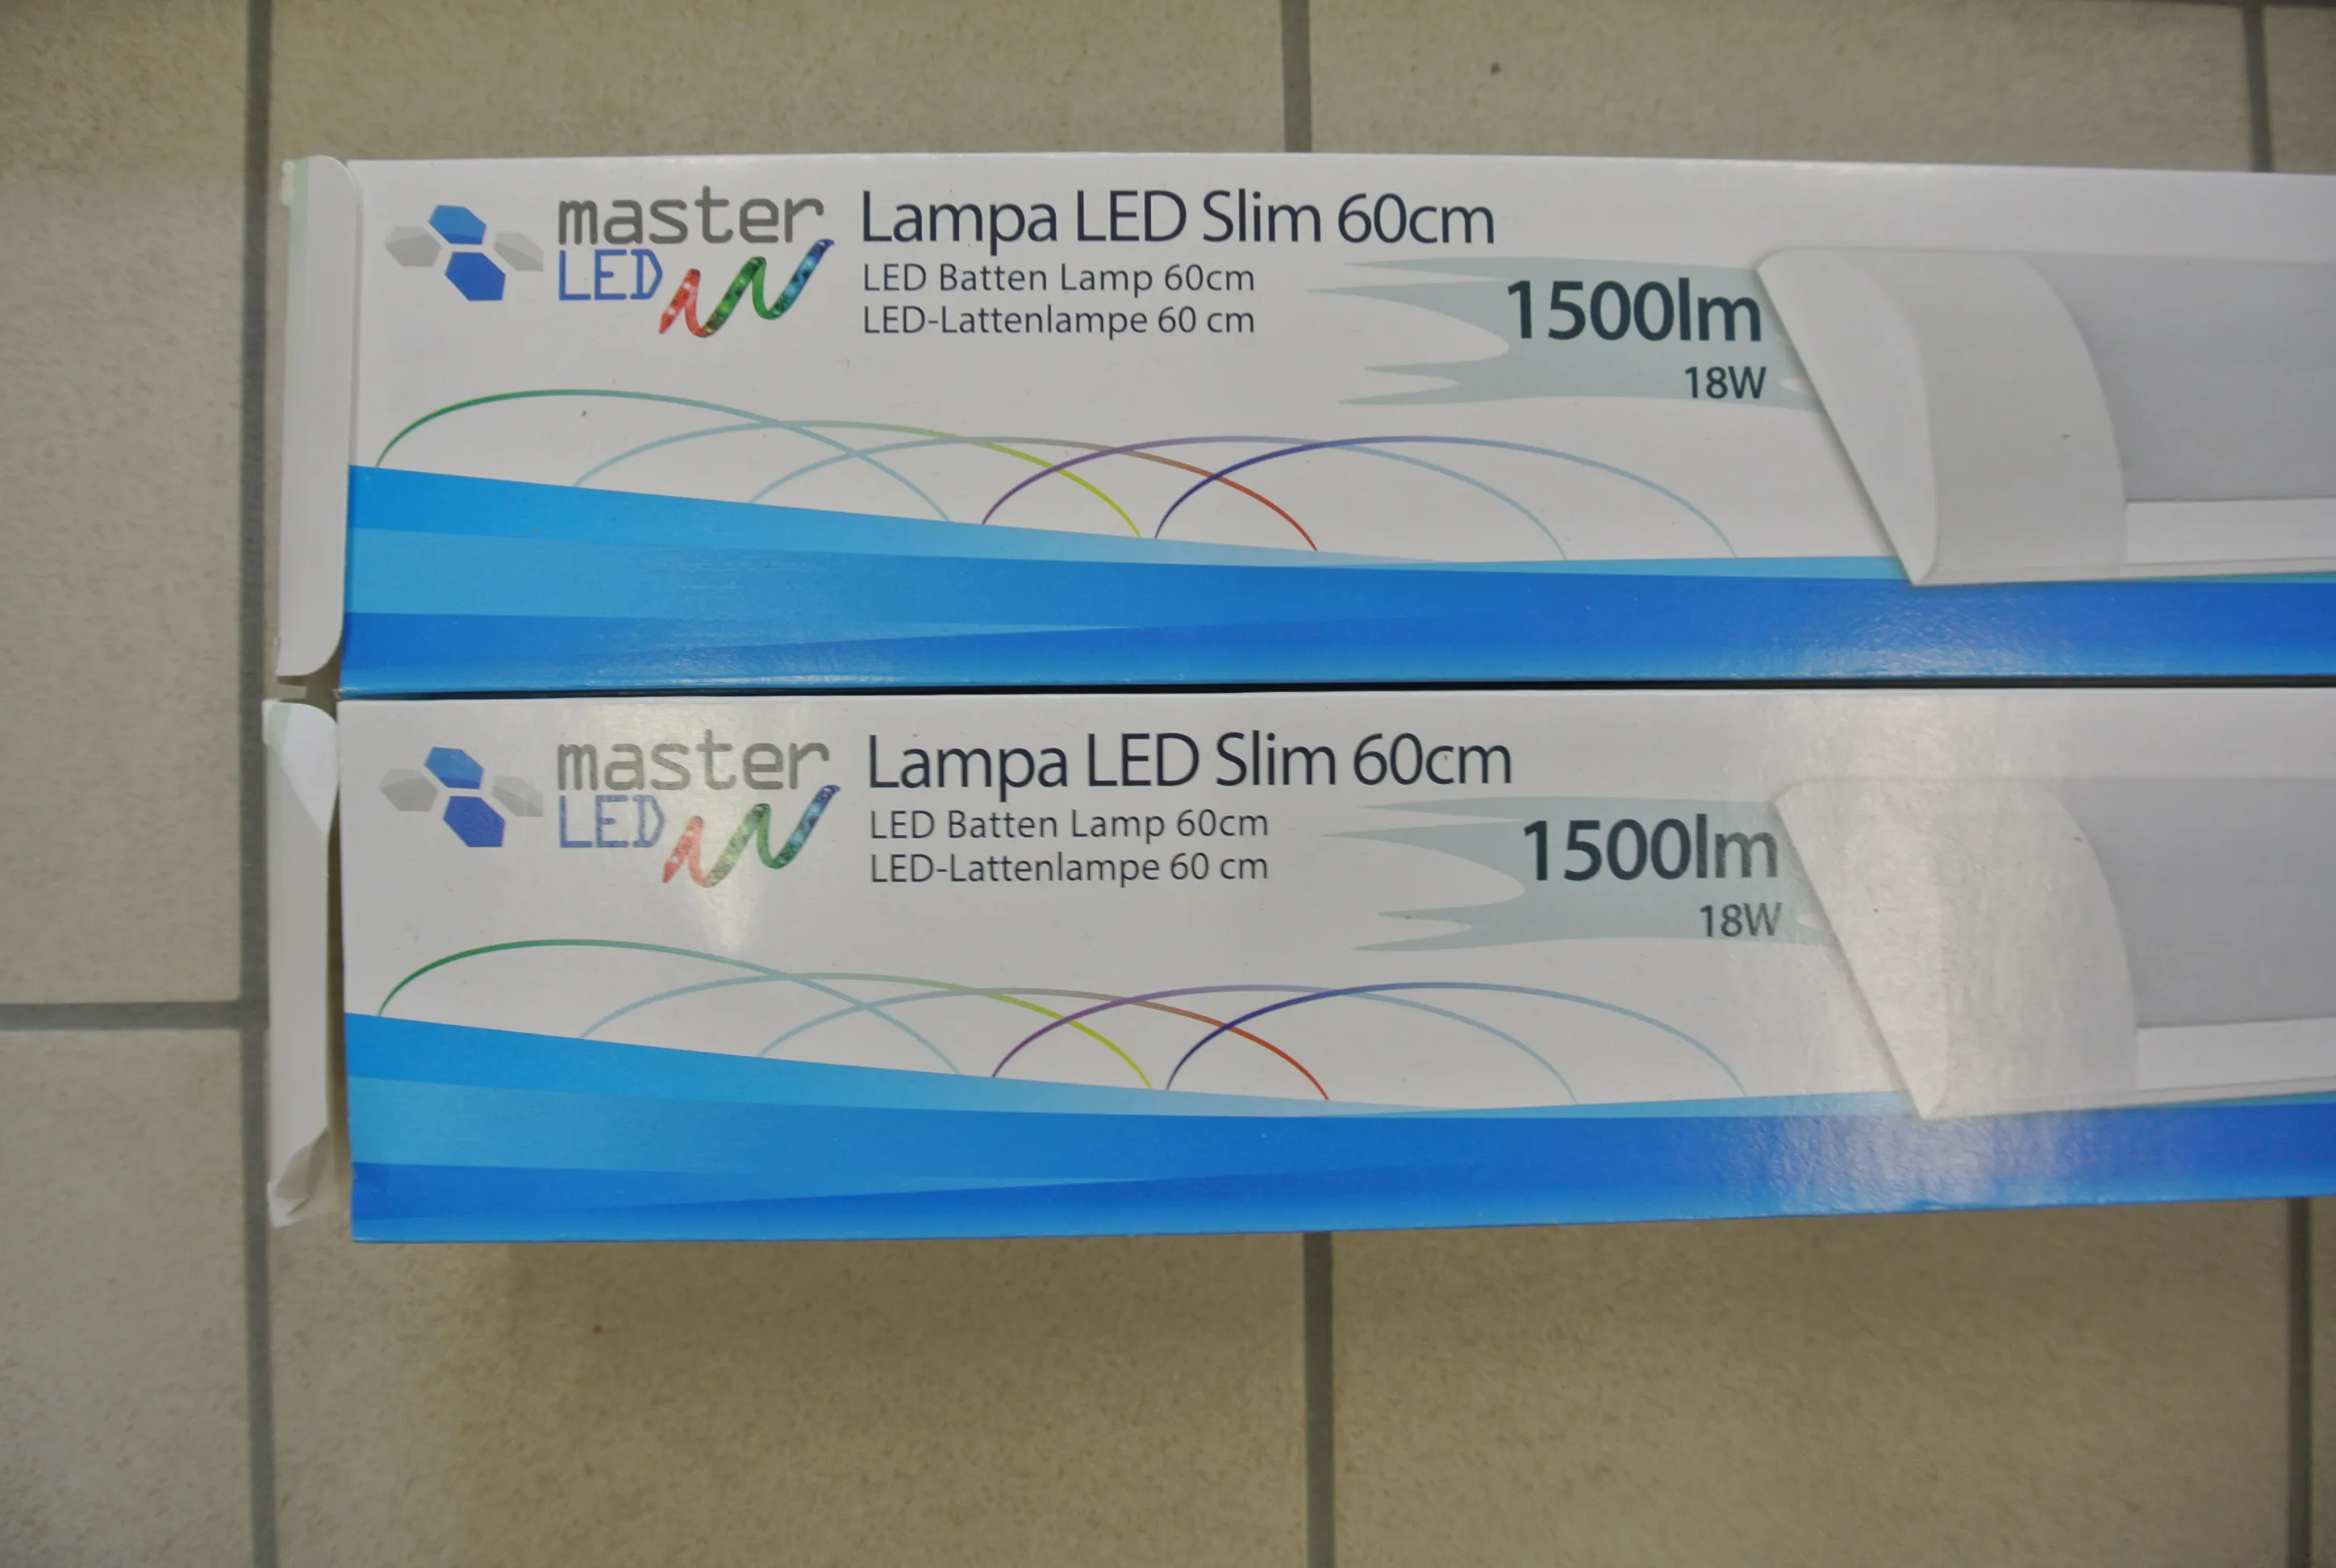 master
LED
Lampa LED Slim 60cm
LED Batten Lamp 60cm
LED-Lattenlampe 60 cm
1500lm
18W
master
LED
Lampa LED Slim 60cm
LED Batten Lamp 60cm
LED-Lattenlampe 60 cm
1500lm
18W